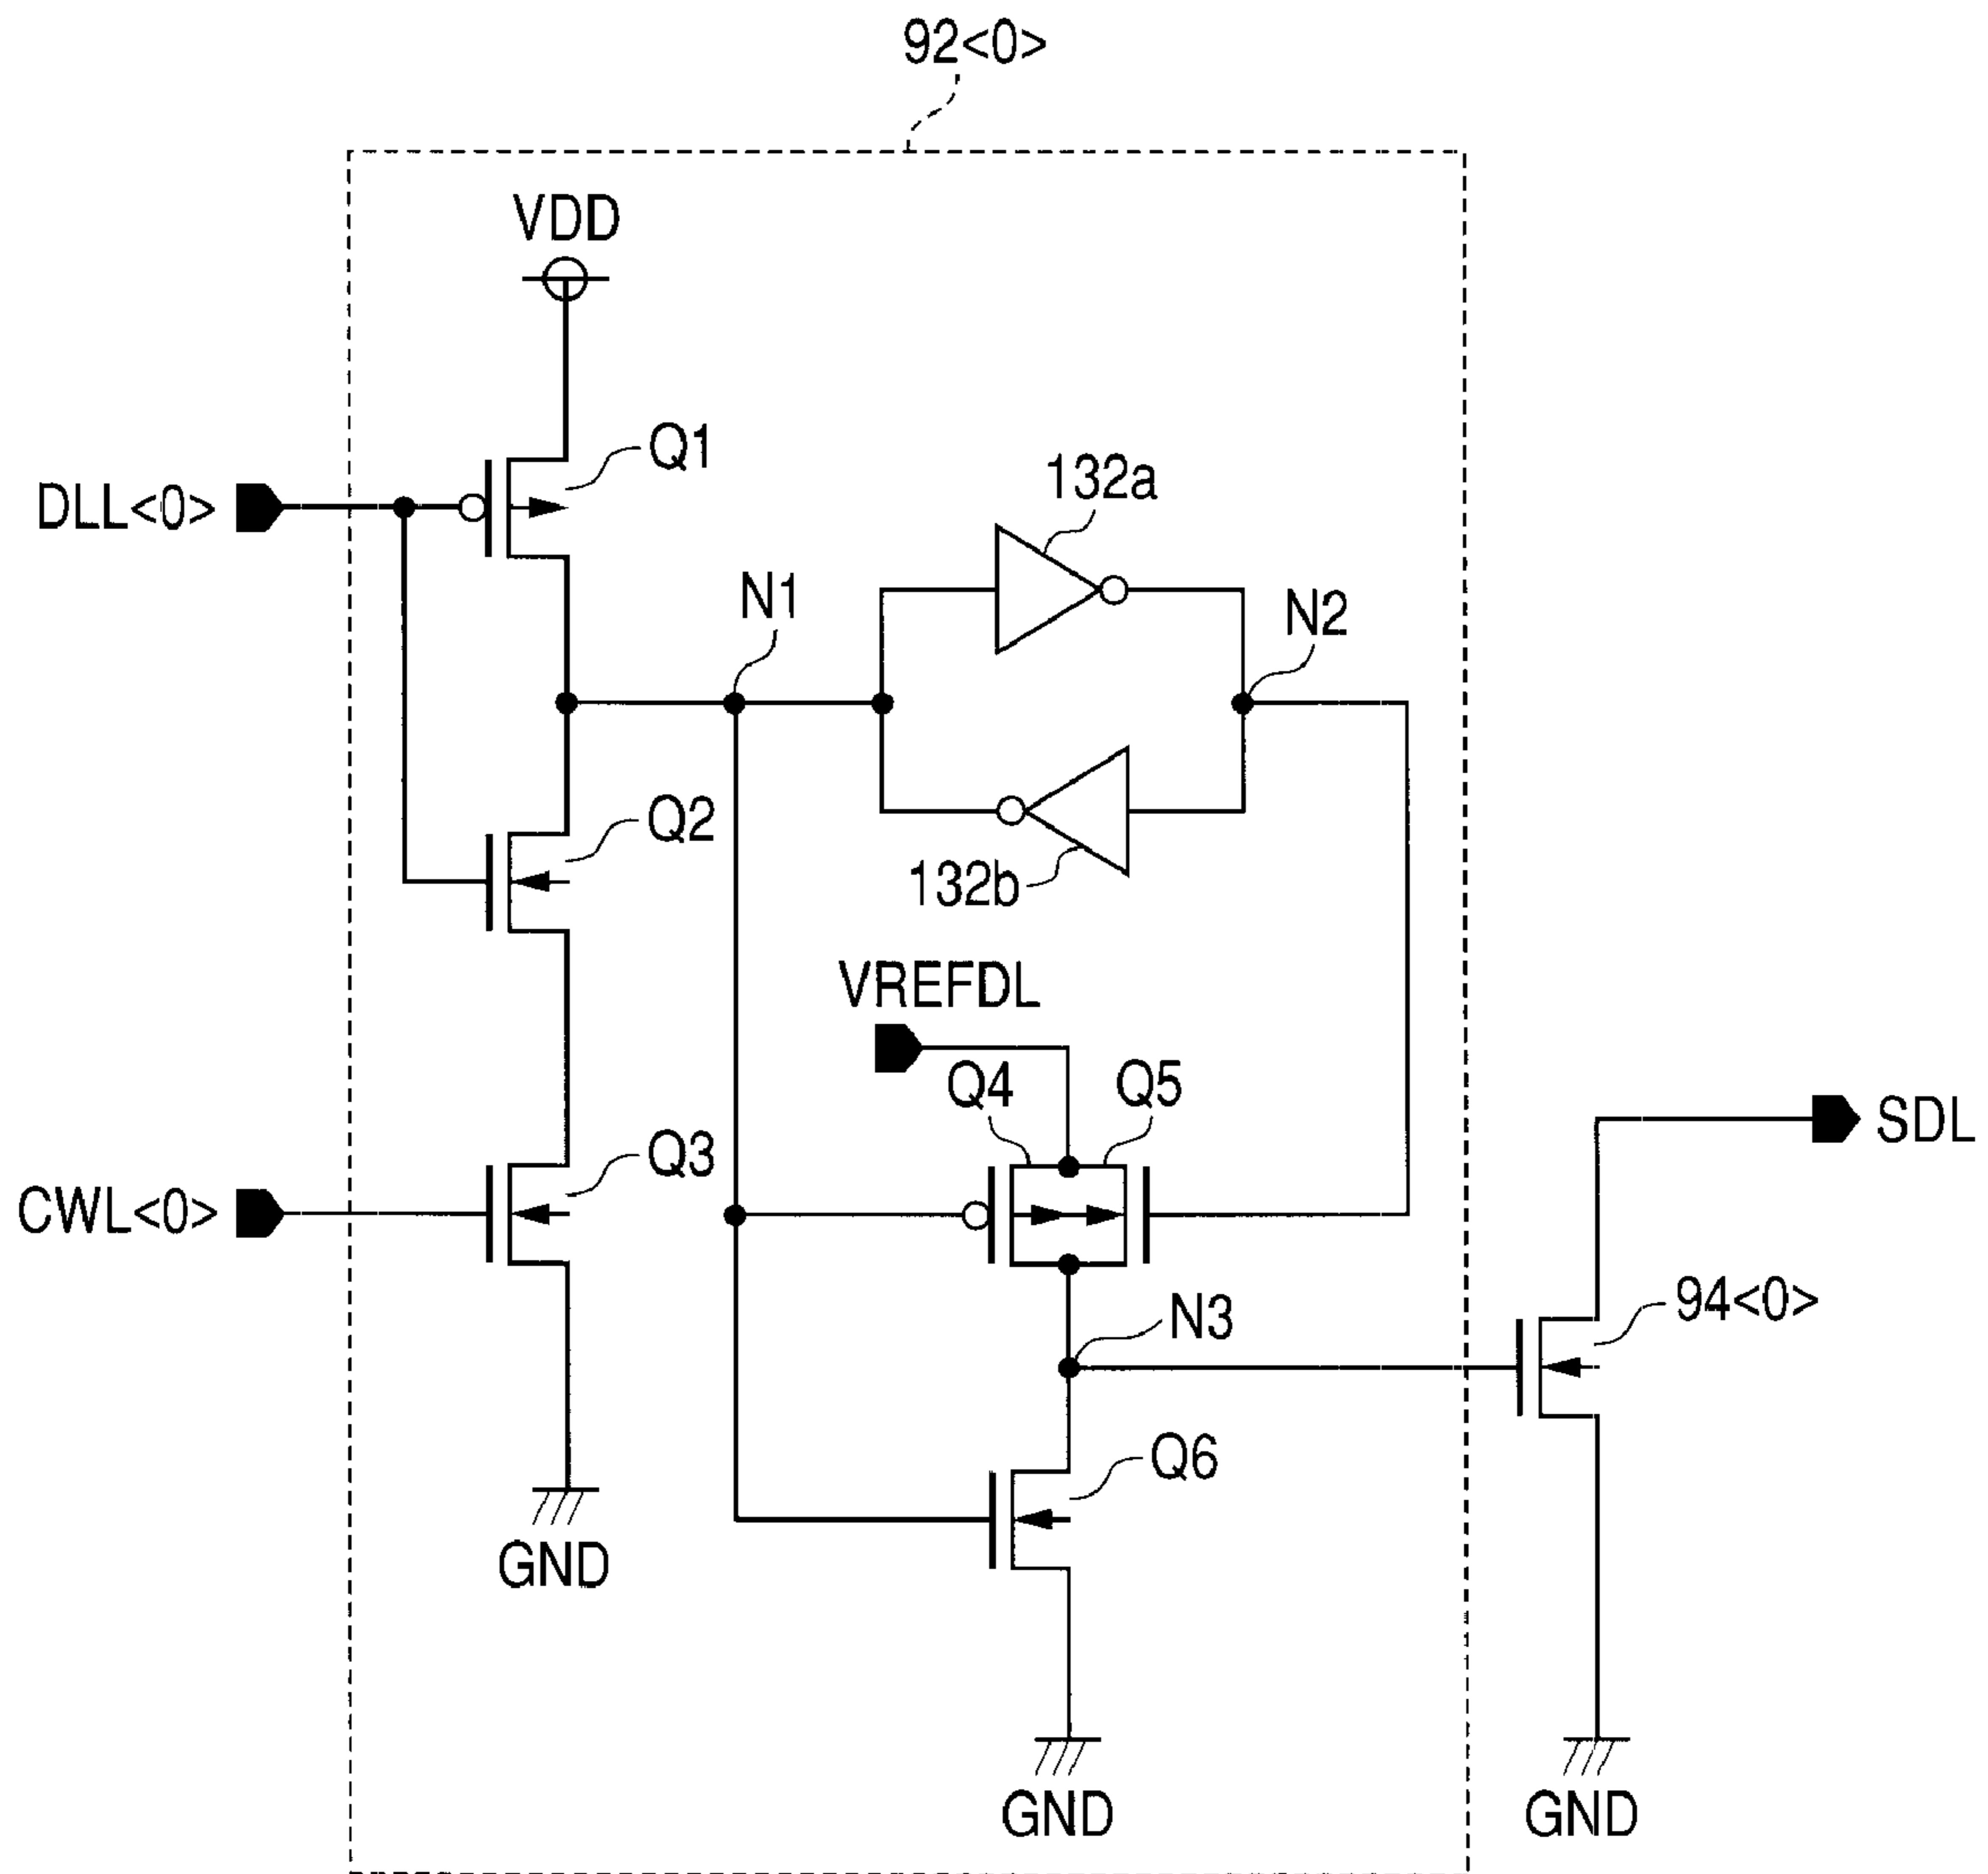 92<0>
VDD
Q1
DLL<0>
132a
N1
N2
Q2
132b
VREFDL
Q4
Q5
SDL
Q3
CWL<0>
94<0>
N3
Q6
GND
GND
GND